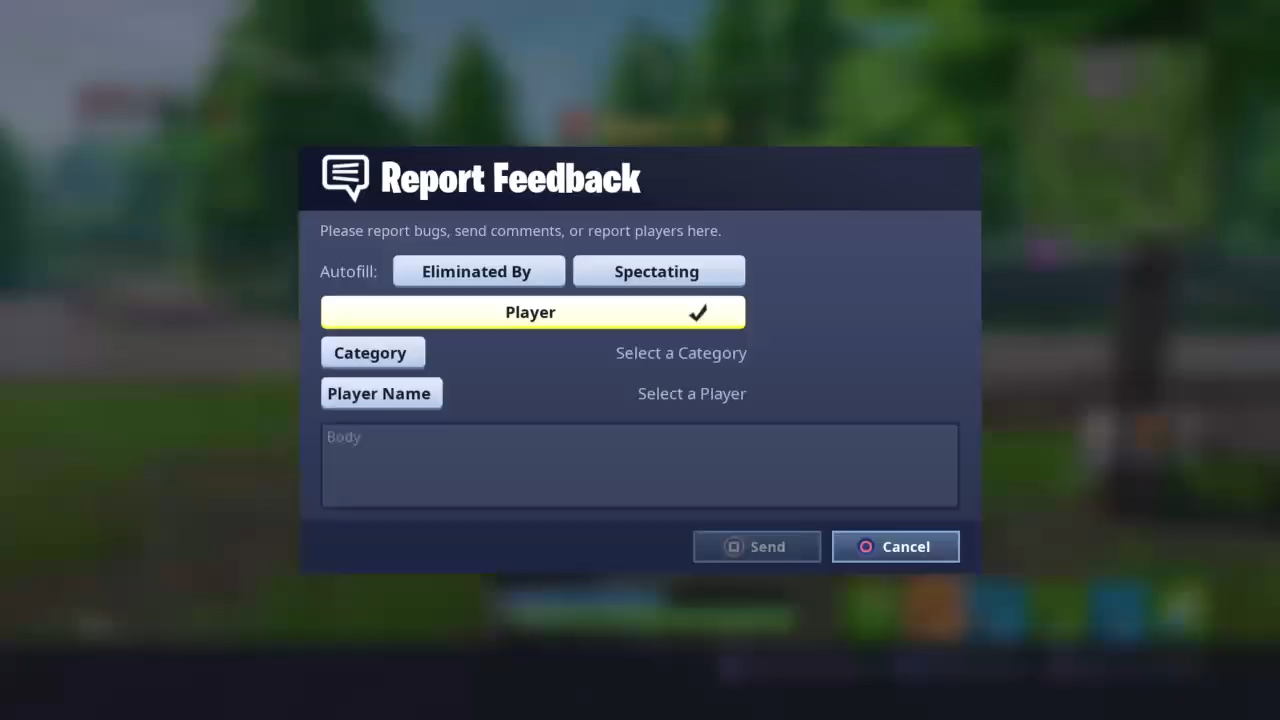 Report Feedback
Please report bugs, send comments, or report players here.
Autofill: Eliminated By Spectating
Player
Category Select a Category
Player Name Select a Player
Body
Send Cancel